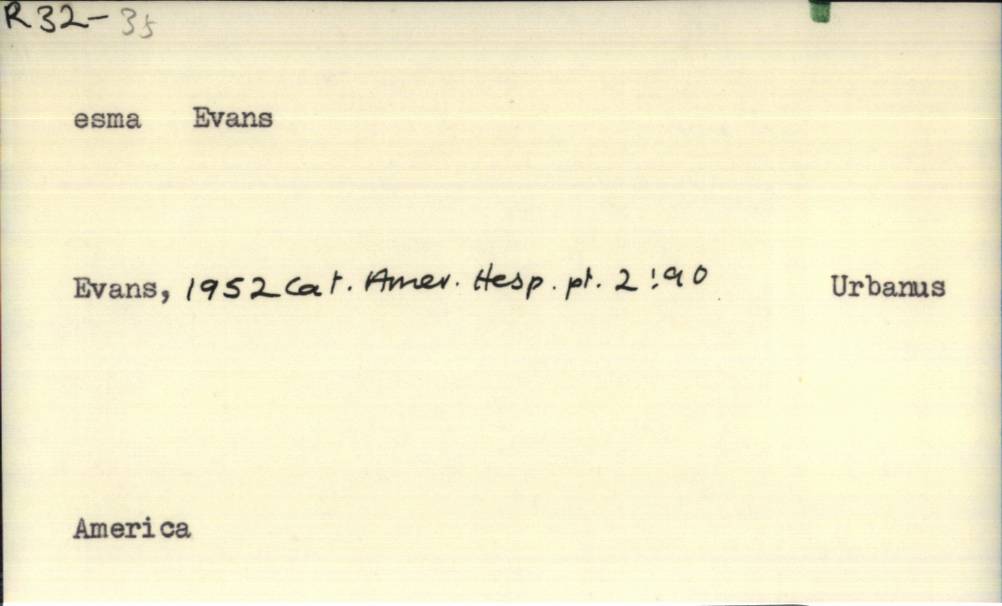 R32-35
esma Evans
Evans, 1952 Cat. Amer. Hesp. pt. 2:90 Urbanus
America